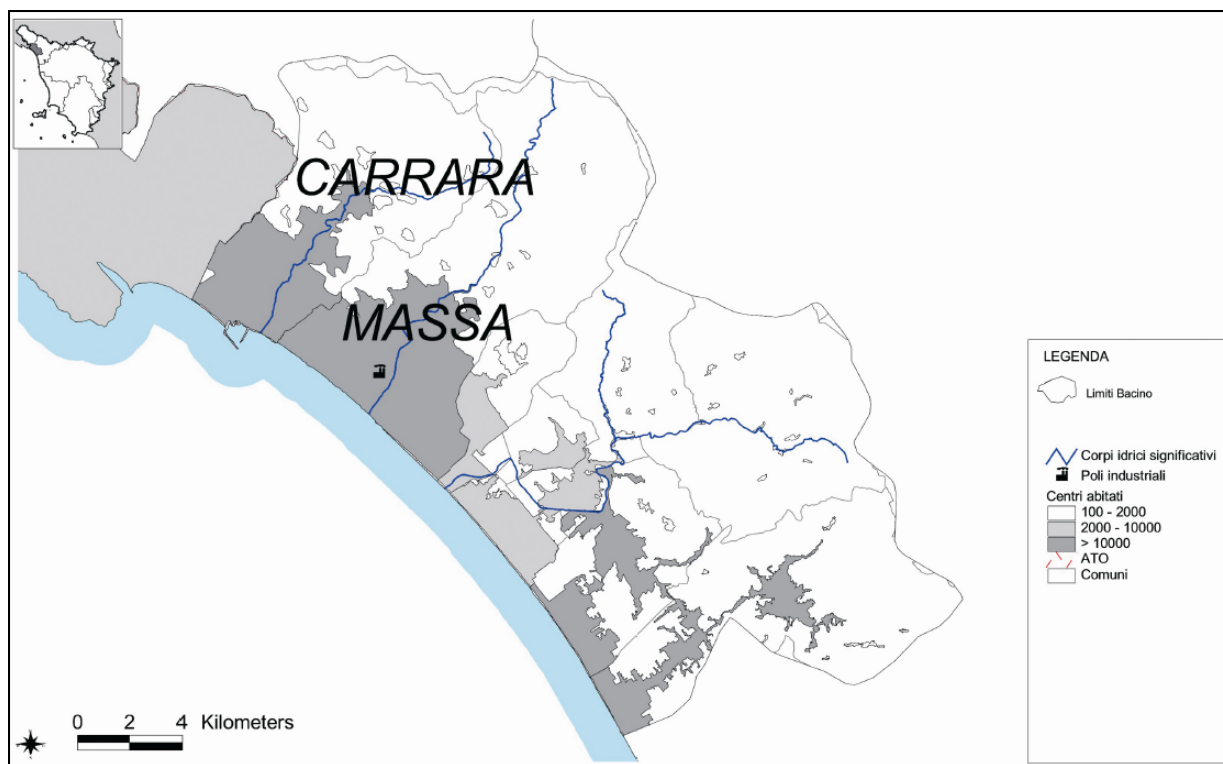 CARRARA
MASSA
LEGENDA
Limiti Bacino
Corpi idrici significativi
Poli industriali
Centri abitati
100 - 2000
2000 - 10000
> 10000
ATO
Comuni
0 2 4 Kilometers